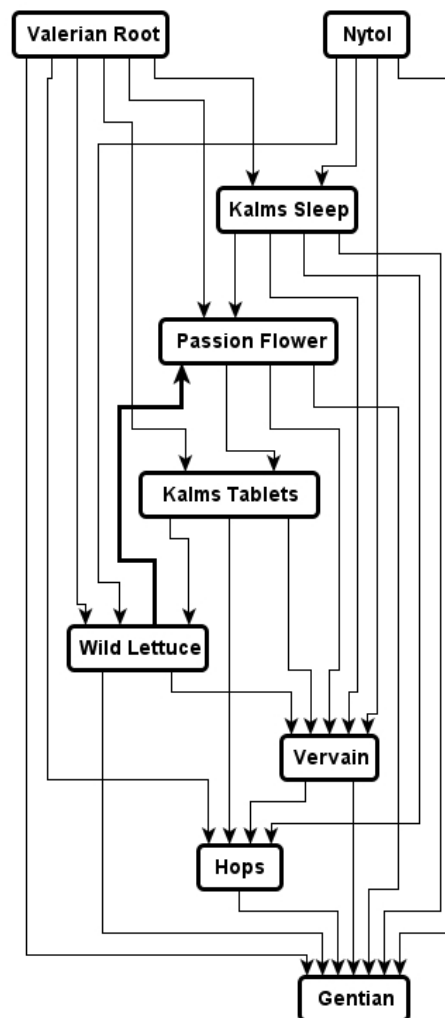 Valerian Root
Nytol
Kalms Sleep
Passion Flower
Kalms Tablets
Wild Lettuce
Vervain
Hops
Gentian